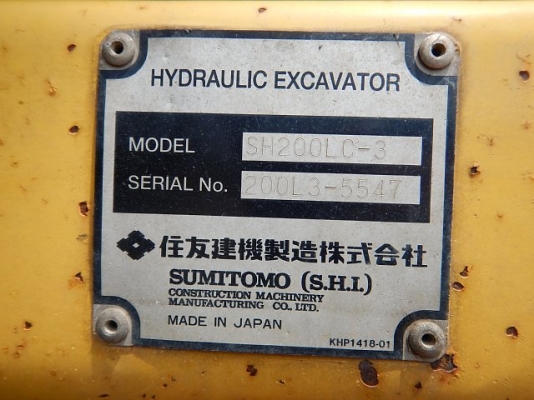 HYDRAULIC EXCAVATOR
MODEL SH200LC-3
SERIAL No. 200L3-5547
住友建機製造株式会社
SUMITOMO (S.H.I.)
CONSTRUCTION MACHINERY
MANUFACTURING CO., LTD.
MADE IN JAPAN
KHP1418-01